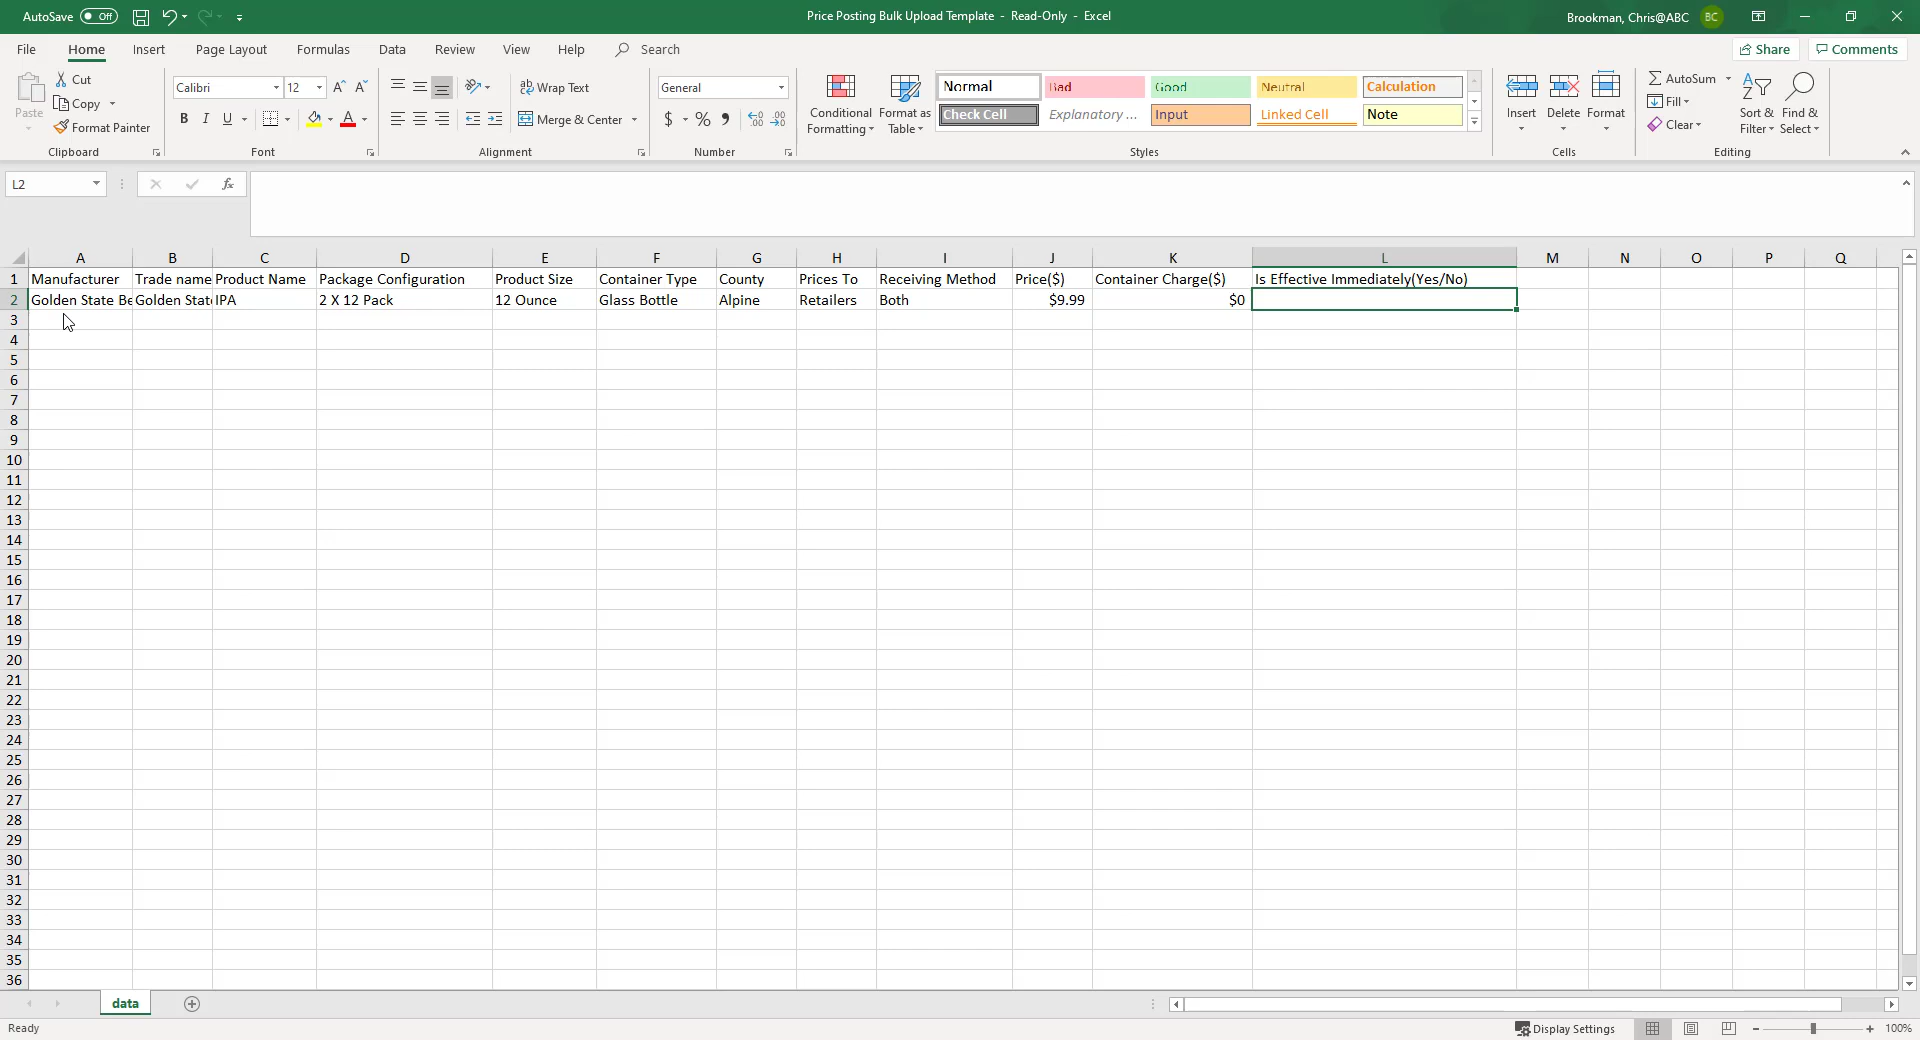 AutoSave Off Price Posting Bulk Upload Template - Read-Only - Excel Brookman, Chris@ABC BC
File Home Insert Page Layout Formulas Data Review View Help Search Share Comments
Paste Cut Copy Format Painter
Clipboard
Calibri 12 A A
B I U A
Font
Wrap Text
Merge & Center
Alignment
General
$ % 9 .00 .0
Number
Conditional Formatting Format as Table
Normal Bad Good Neutral Calculation
Check Cell Explanatory ... Input Linked Cell Note
Styles
Insert Delete Format
Cells
AutoSum Fill Clear Sort & Filter Find & Select
Editing
L2 fx
A B C D E F G H I J K L M N O P Q
1 Manufacturer Trade name Product Name Package Configuration Product Size Container Type County Prices To Receiving Method Price($) Container Charge($) Is Effective Immediately(Yes/No)
2 Golden State Be Golden State IPA 2 X 12 Pack 12 Ounce Glass Bottle Alpine Retailers Both $9.99 $0
3
4
5
6
7
8
9
10
11
12
13
14
15
16
17
18
19
20
21
22
23
24
25
26
27
28
29
30
31
32
33
34
35
36
data
Ready Display Settings 100%